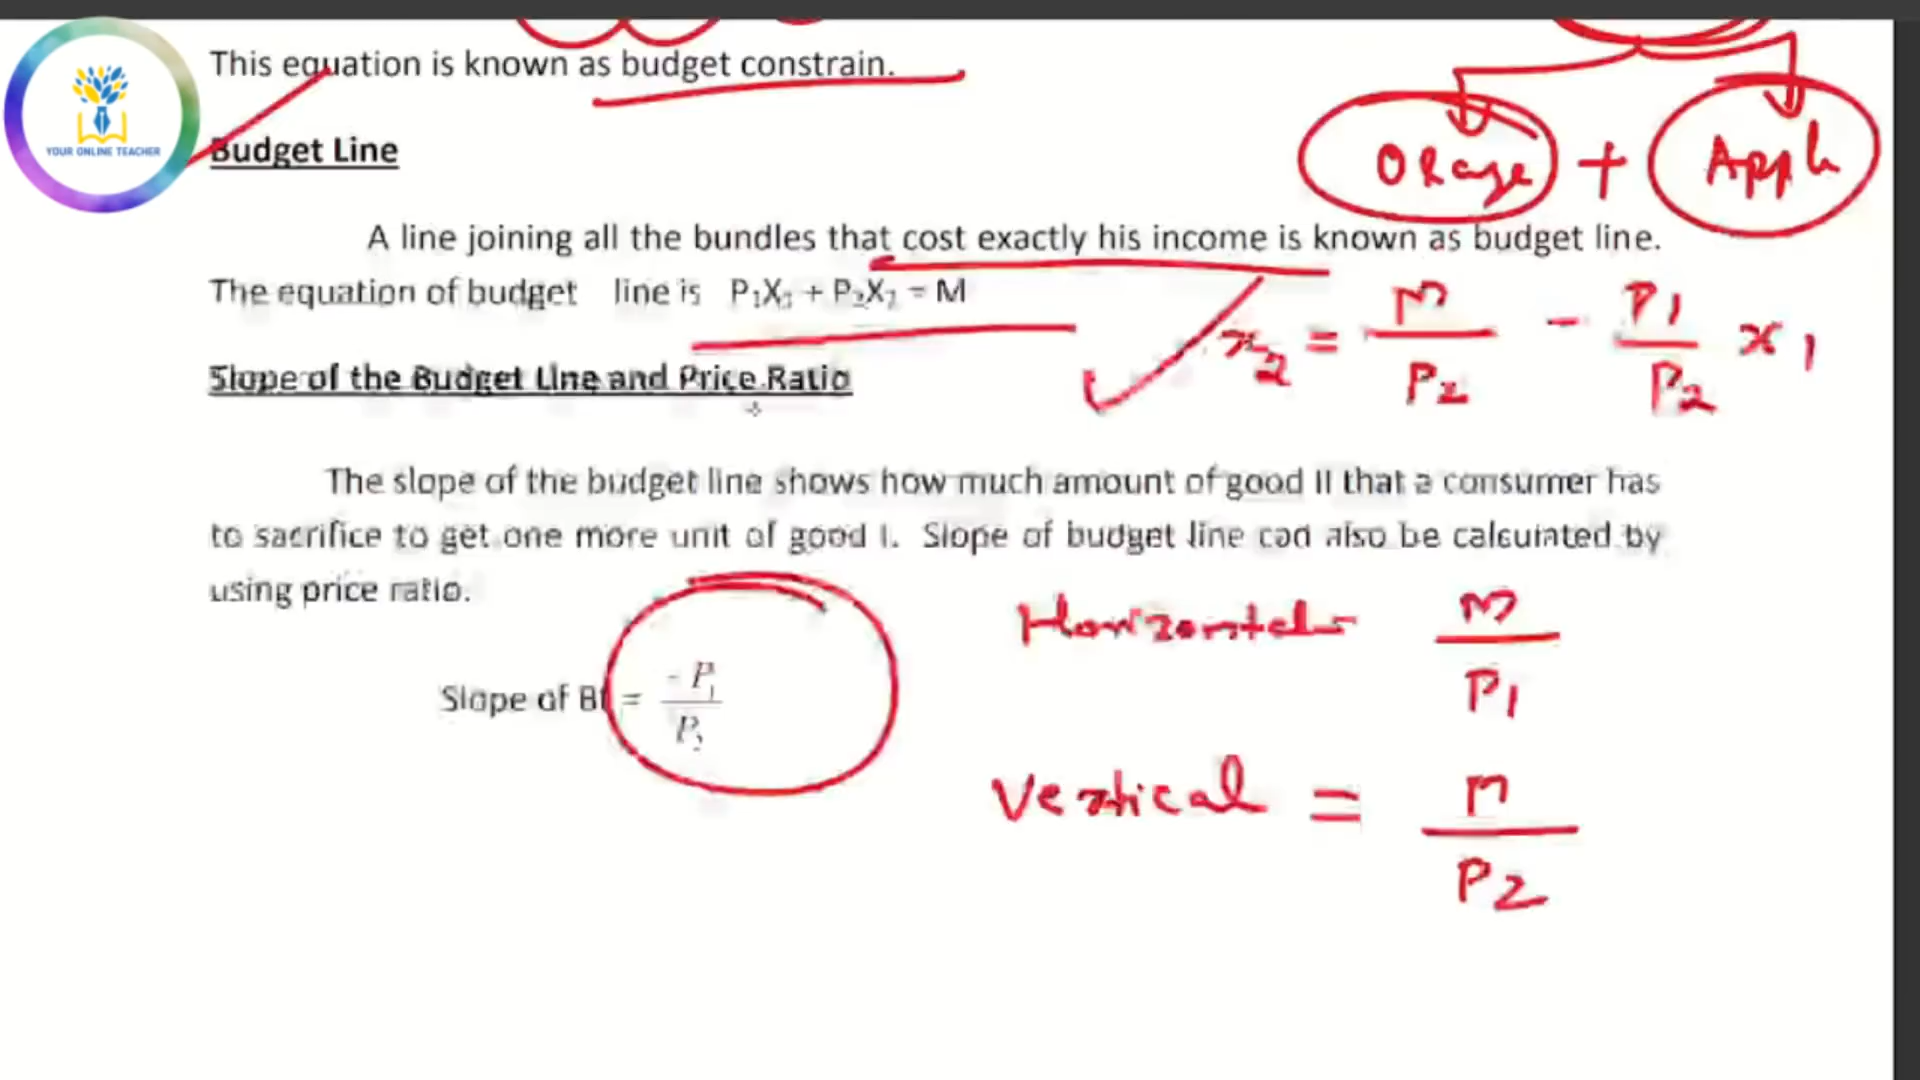 This equation is known as budget constrain.
YOUR ONLINE TEACHER
Budget Line
ORange + Apple
A line joining all the bundles that cost exactly his income is known as budget line.
The equation of budget line is P₁X₁ + P₂X₂ = M
x₂ = M/P₂ - P₁/P₂ x₁
Slope of the Budget Line and Price Ratio
The slope of the budget line shows how much amount of good II that a consumer has
to sacrifice to get one more unit of good I. Slope of budget line can also be calculated by
using price ratio.
Horizontal M/P₁
Slope of Bl = -P₁/P₂
Vertical = M/P₂